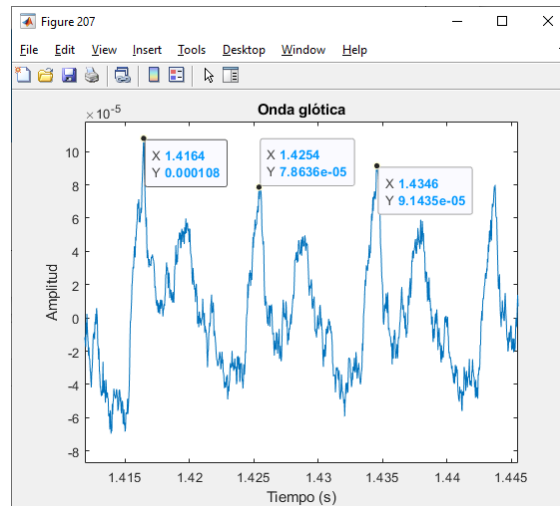 Figure 207
File Edit View Insert Tools Desktop Window Help
Onda glótica
×10⁻⁵
10
8
6
4
2
0
-2
-4
-6
-8
Amplitud
X 1.4164
Y 0.000108
X 1.4254
Y 7.8636e-05
X 1.4346
Y 9.1435e-05
1.415 1.42 1.425 1.43 1.435 1.44 1.445
Tiempo (s)